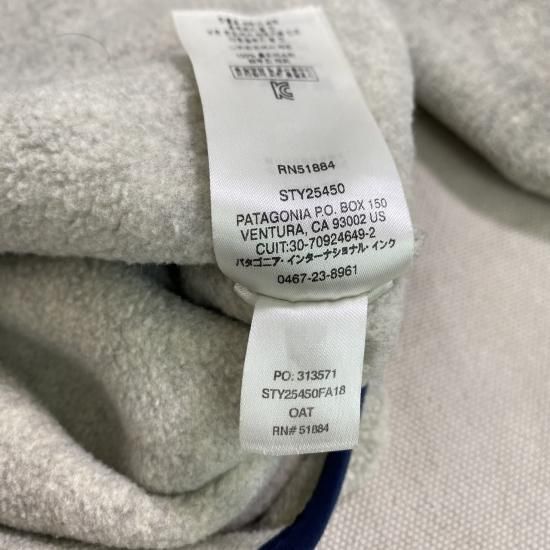 RN51884
STY25450
PATAGONIA P.O. BOX 150
VENTURA, CA 93002 US
CUIT:30-70924649-2
パタゴニア・インターナショナル・インク
0467-23-8961
PO: 313571
STY25450FA18
OAT
RN# 51884